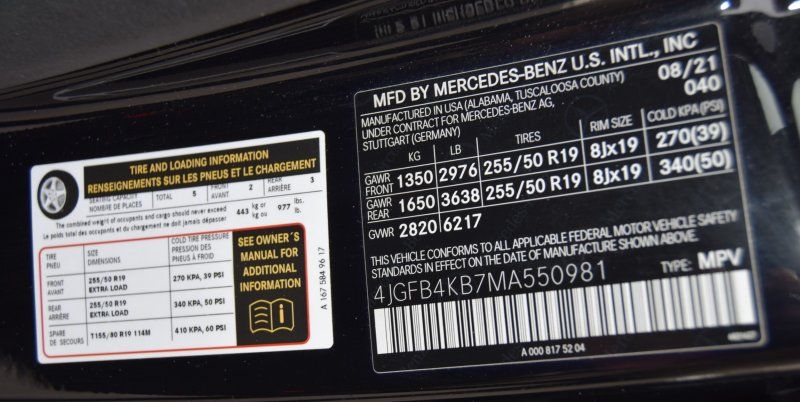 TIRE AND LOADING INFORMATION
RENSEIGNEMENTS SUR LES PNEUS ET LE CHARGEMENT
SEATING CAPACITY TOTAL 5 FRONT 2 REAR 3
NOMBRE DE PLACES AVANT ARRIÈRE
The combined weight of occupants and cargo should never exceed 443 kg or 977 lbs.
Le poids total des occupants et du chargement ne doit jamais dépasser kg ou lb.
TIRE SIZE COLD TIRE PRESSURE
PNEU DIMENSIONS PRESSION DES
PNEUS À FROID
FRONT 255/50 R19 270 KPA, 39 PSI
AVANT EXTRA LOAD
REAR 255/50 R19 340 KPA, 50 PSI
ARRIÈRE EXTRA LOAD
SPARE T155/80 R19 114M 410 KPA, 60 PSI
DE SECOURS
SEE OWNER´S
MANUAL FOR
ADDITIONAL
INFORMATION
A 167 584 96 17
MFD BY MERCEDES-BENZ U.S. INTL., INC
MANUFACTURED IN USA (ALABAMA, TUSCALOOSA COUNTY) 08/21
UNDER CONTRACT FOR MERCEDES-BENZ AG, 040
STUTTGART (GERMANY)
KG LB TIRES RIM SIZE COLD KPA(PSI)
GAWR FRONT 1350 2976 255/50 R19 8Jx19 270(39)
GAWR REAR 1650 3638 255/50 R19 8Jx19 340(50)
GWR 2820 6217
THIS VEHICLE CONFORMS TO ALL APPLICABLE FEDERAL MOTOR VEHICLE SAFETY
STANDARDS IN EFFECT ON THE DATE OF MANUFACTURE SHOWN ABOVE.
4JGFB4KB7MA550981 TYPE: MPV
A 000 817 52 04